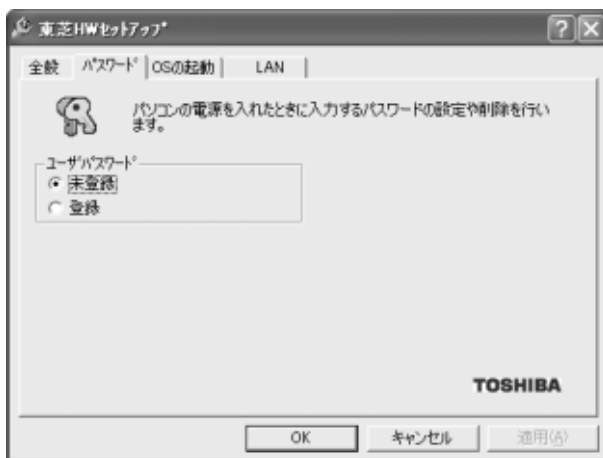 東芝HWセットアップ
全般 パスワード OSの起動 LAN
パソコンの電源を入れたときに入力するパスワードの設定や削除を行い
ます。
ユーザパスワード
未登録
登録
TOSHIBA
OK キャンセル 適用(A)